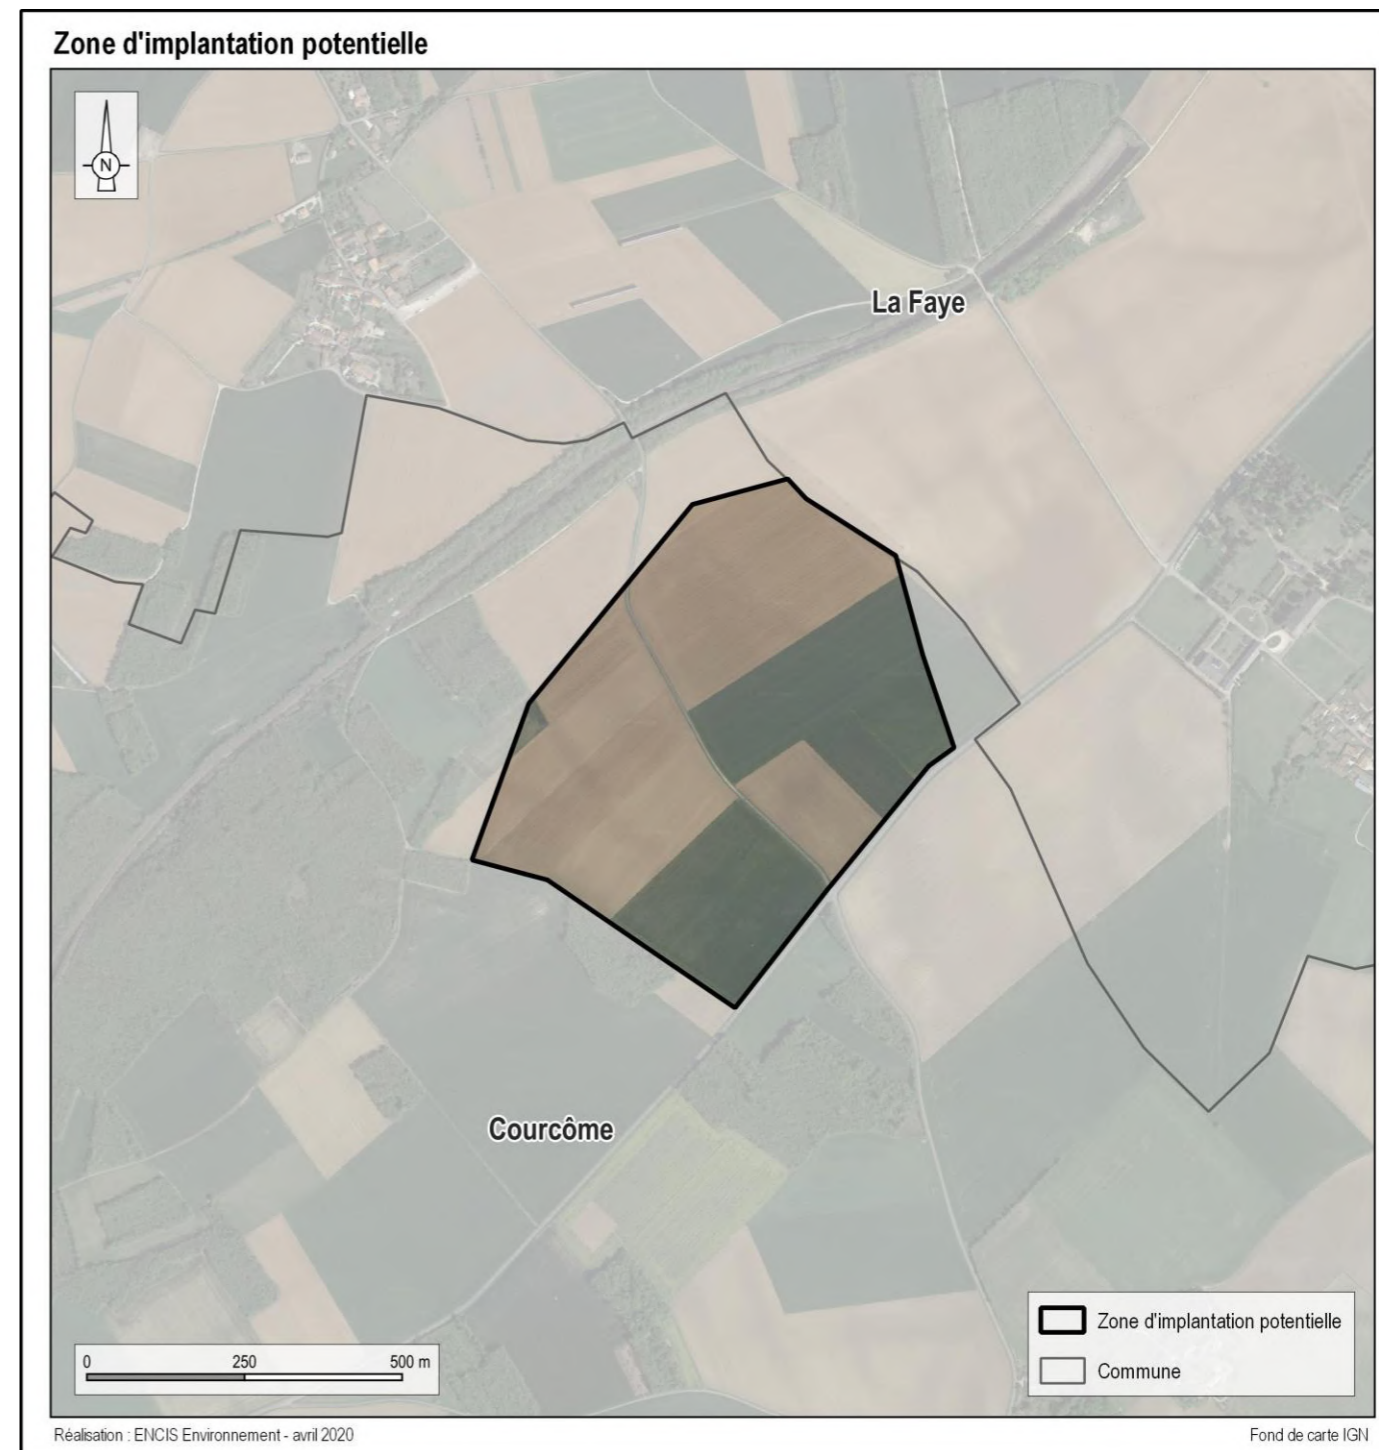 Zone d'implantation potentielle
N
La Faye
Courcôme
0 250 500 m
Zone d'implantation potentielle
Commune
Réalisation : ENCIS Environnement - avril 2020
Fond de carte IGN